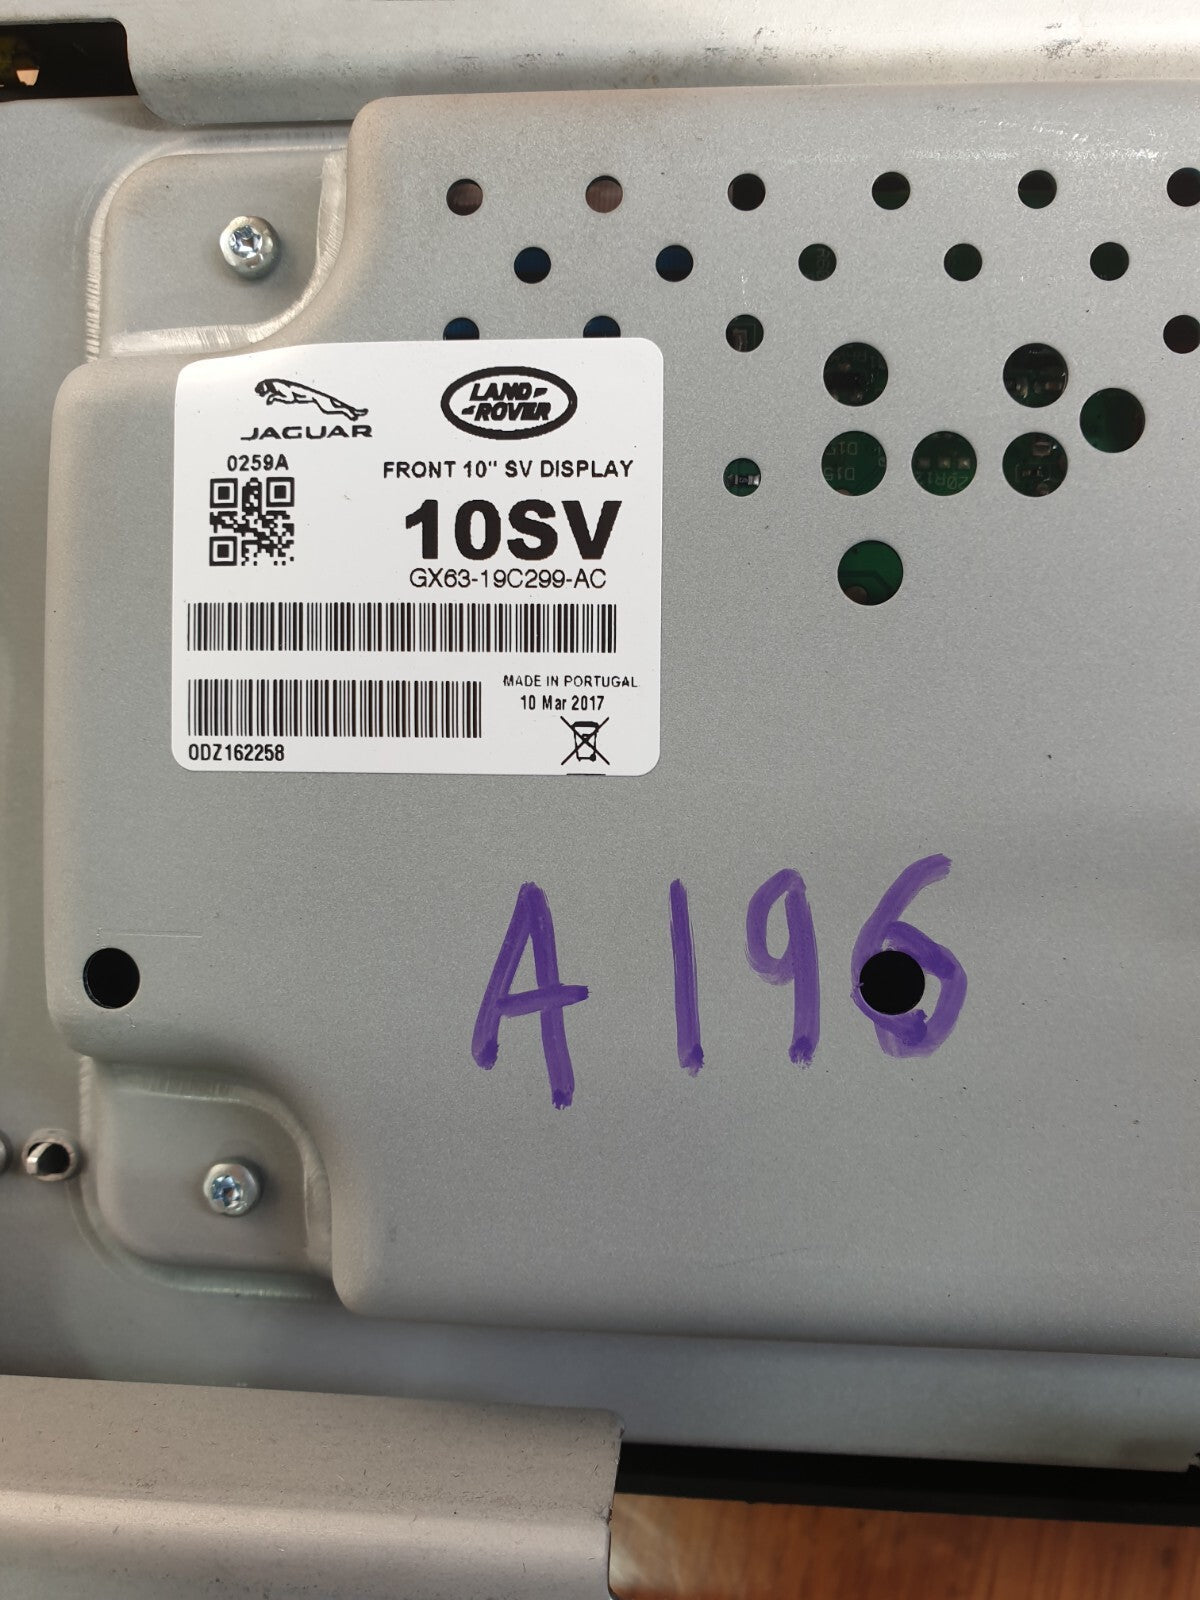 JAGUAR
LAND-
-ROVER
0259A
FRONT 10" SV DISPLAY
10SV
GX63-19C299-AC
MADE IN PORTUGAL
10 Mar 2017
0DZ162258
A196